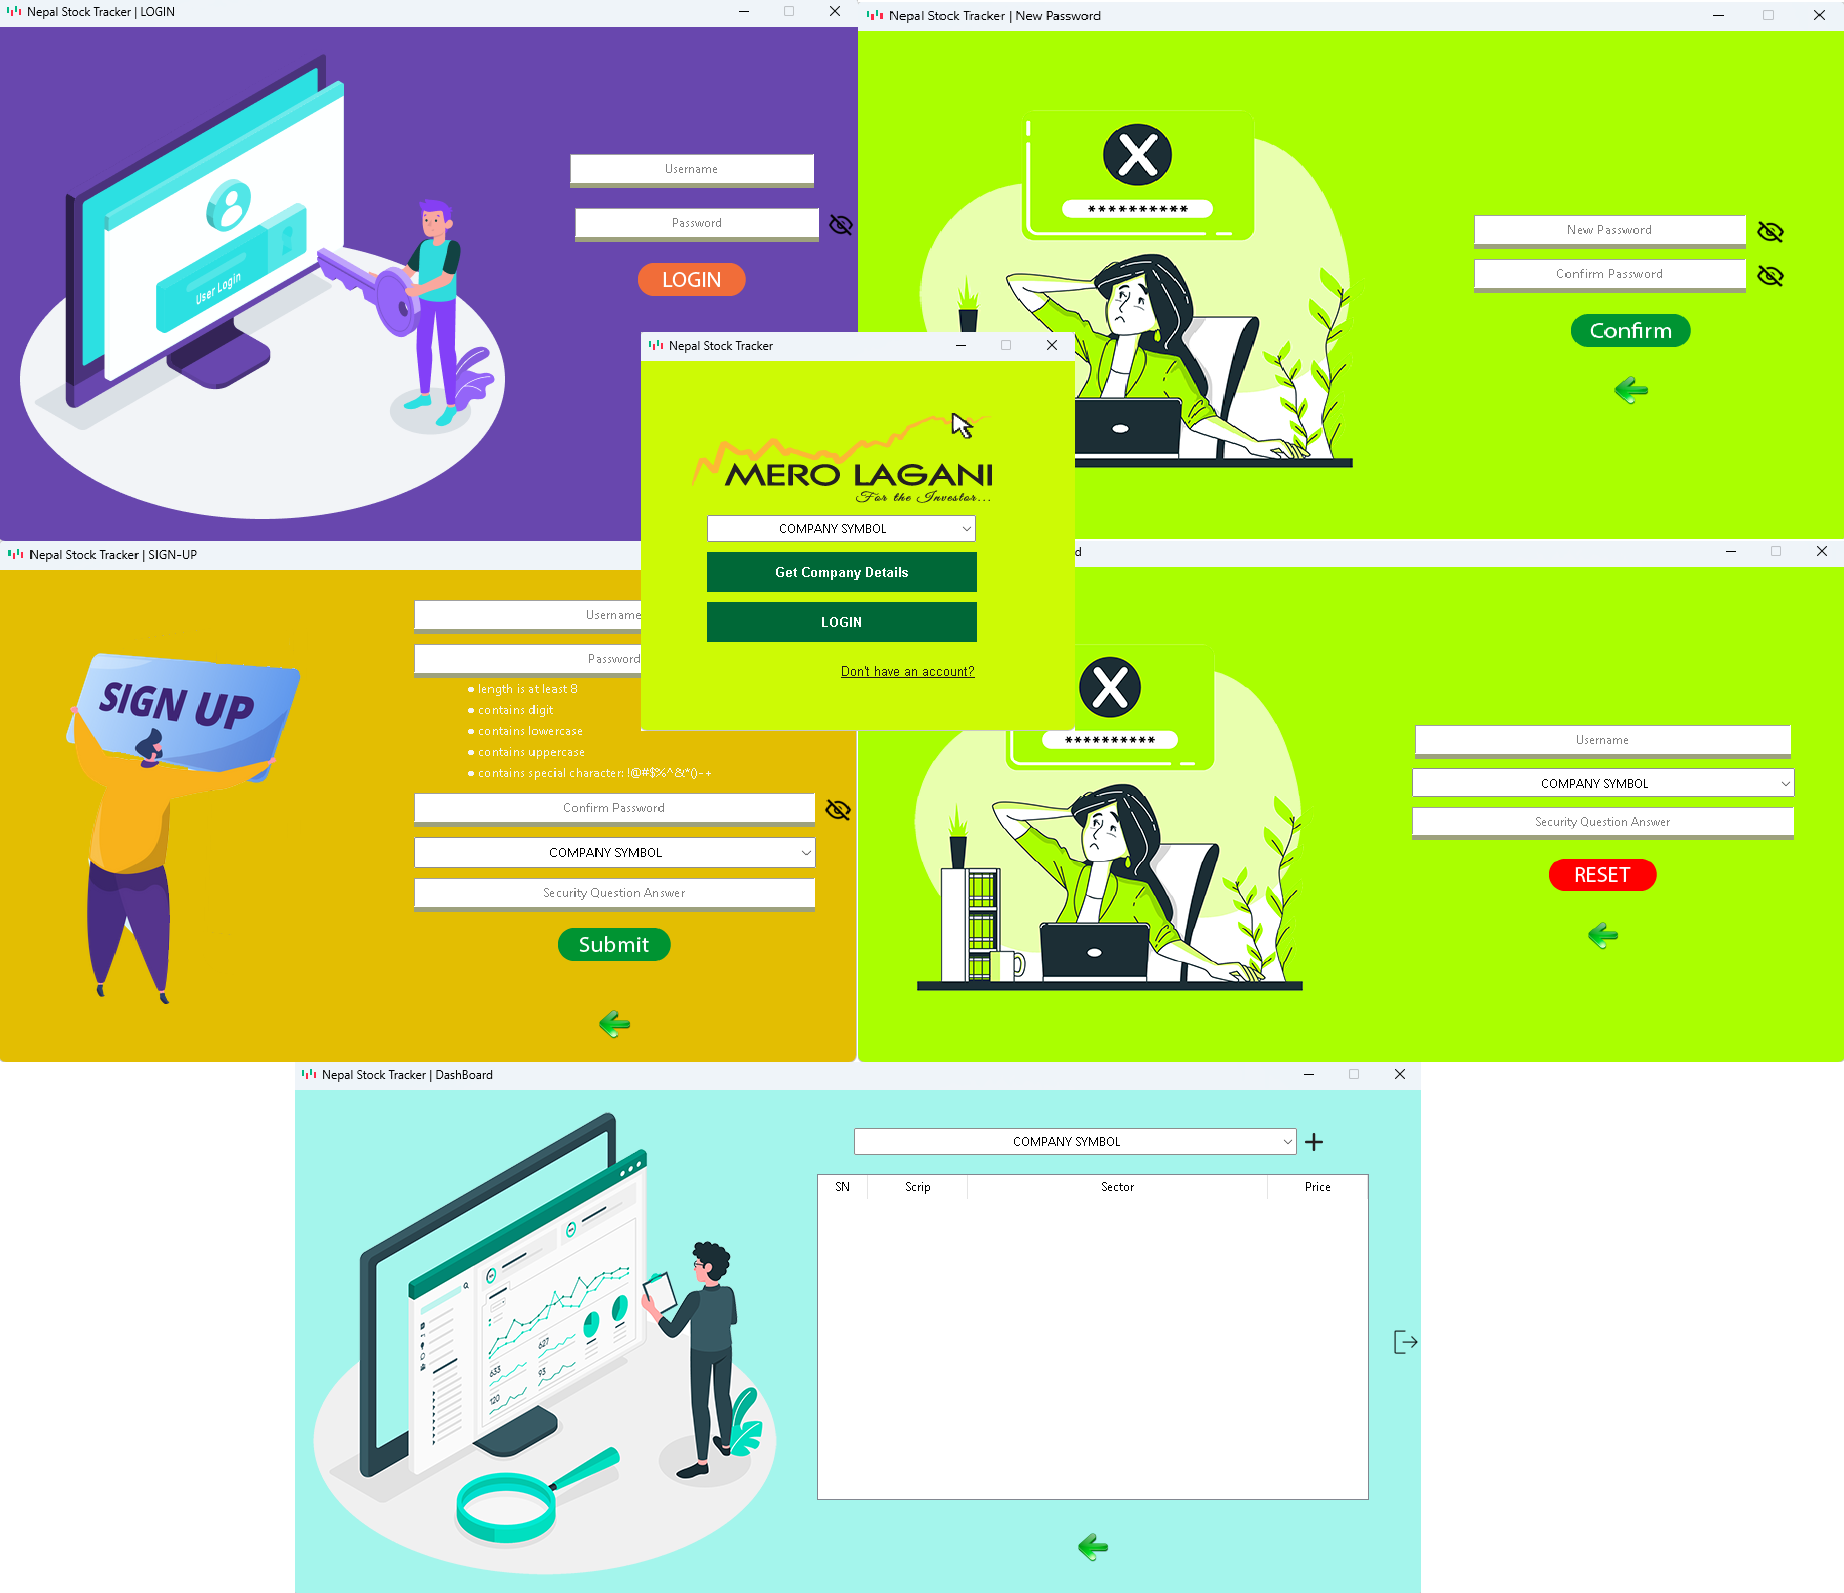 Nepal Stock Tracker | LOGIN
User Login
Username
Password
LOGIN
Nepal Stock Tracker | New Password
**********
New Password
Confirm Password
Confirm
Nepal Stock Tracker
MERO LAGANI
For the Investor...
COMPANY SYMBOL
Get Company Details
LOGIN
Don't have an account?
Nepal Stock Tracker | SIGN-UP
SIGN UP
Username
Password
• length is at least 8
• contains digit
• contains lowercase
• contains uppercase
• contains special character: !@#$%^&*()-+
Confirm Password
COMPANY SYMBOL
Security Question Answer
Submit
d
**********
Username
COMPANY SYMBOL
Security Question Answer
RESET
Nepal Stock Tracker | DashBoard
COMPANY SYMBOL
SN Scrip Sector Price
633
627
120
93